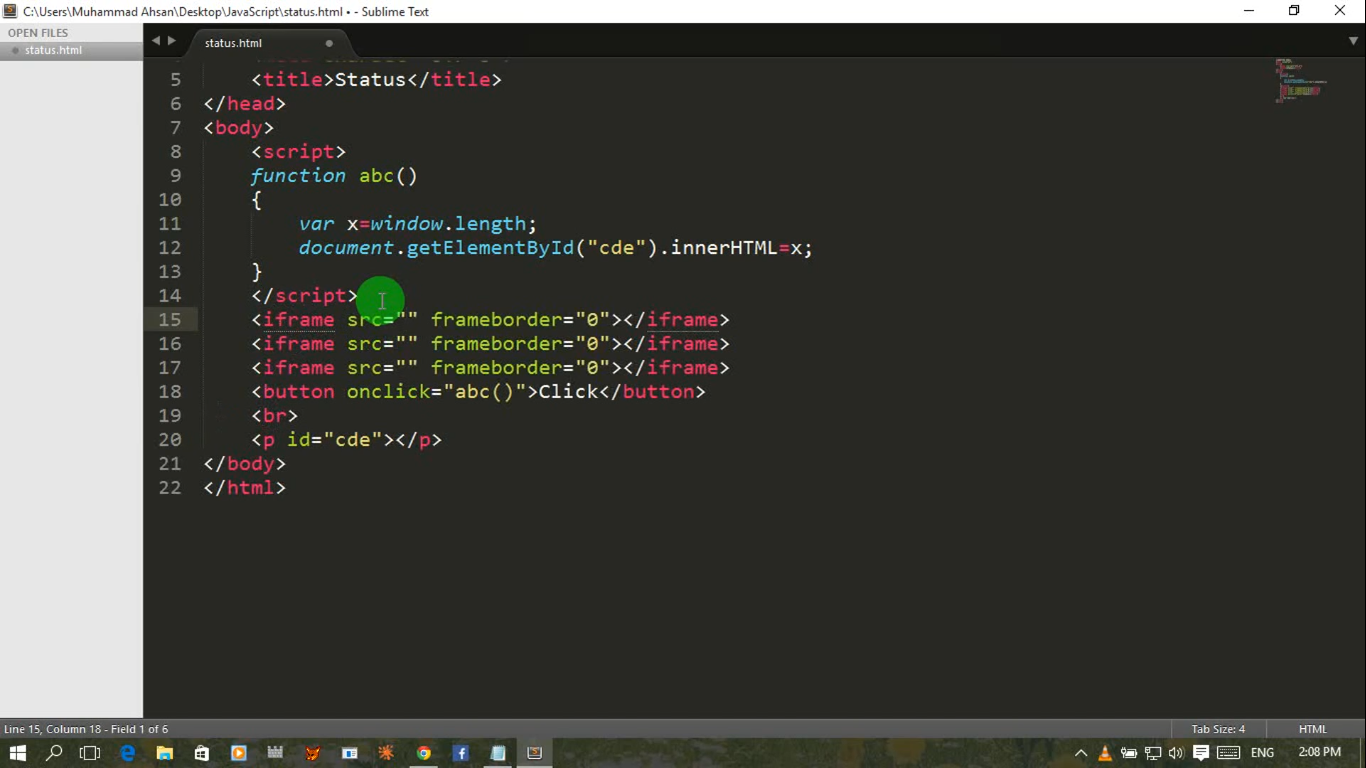 C:\Users\Muhammad Ahsan\Desktop\JavaScript\status.html • - Sublime Text
OPEN FILES
status.html
status.html
5 <title>Status</title>
6 </head>
7 <body>
8 <script>
9 function abc()
10 {
11 var x=window.length;
12 document.getElementById("cde").innerHTML=x;
13 }
14 </script>
15 <iframe src="" frameborder="0"></iframe>
16 <iframe src="" frameborder="0"></iframe>
17 <iframe src="" frameborder="0"></iframe>
18 <button onclick="abc()">Click</button>
19 <br>
20 <p id="cde"></p>
21 </body>
22 </html>
Line 15, Column 18 - Field 1 of 6
Tab Size: 4
HTML
ENG
2:08 PM